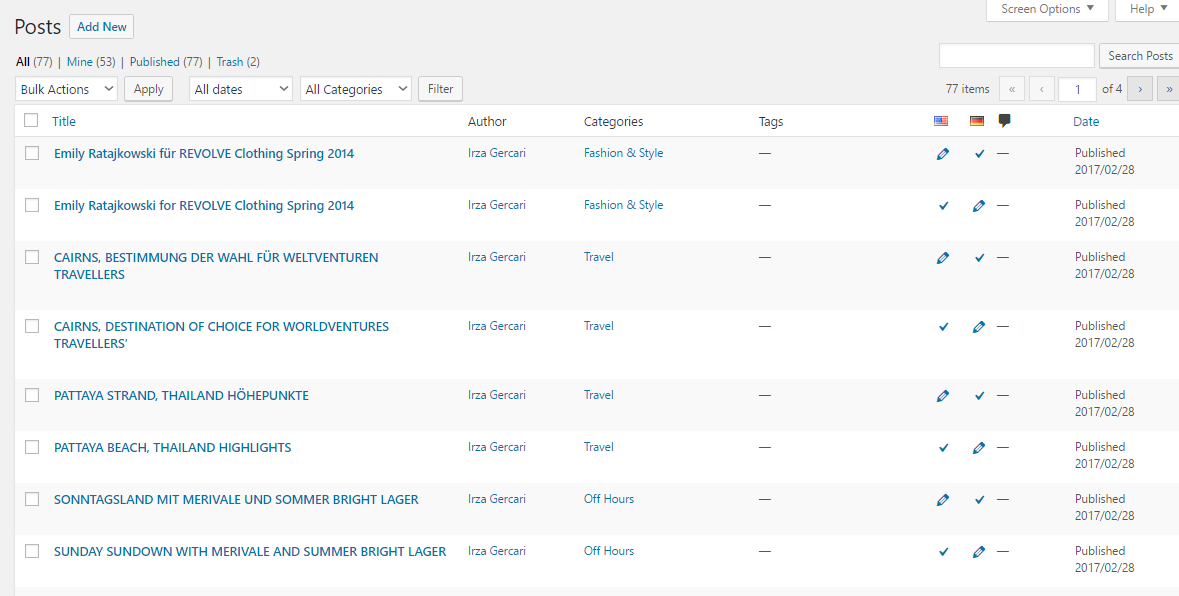 Screen Options Help
Posts Add New
All (77) | Mine (53) | Published (77) | Trash (2)
Search Posts
Bulk Actions Apply All dates All Categories Filter 77 items « ‹ 1 of 4 › »
Title Author Categories Tags Date
Emily Ratajkowski für REVOLVE Clothing Spring 2014 Irza Gercari Fashion & Style — — Published
2017/02/28
Emily Ratajkowski for REVOLVE Clothing Spring 2014 Irza Gercari Fashion & Style — — Published
2017/02/28
CAIRNS, BESTIMMUNG DER WAHL FÜR WELTVENTUREN Irza Gercari Travel — — Published
TRAVELLERS 2017/02/28
CAIRNS, DESTINATION OF CHOICE FOR WORLDVENTURES Irza Gercari Travel — — Published
TRAVELLERS' 2017/02/28
PATTAYA STRAND, THAILAND HÖHEPUNKTE Irza Gercari Travel — — Published
2017/02/28
PATTAYA BEACH, THAILAND HIGHLIGHTS Irza Gercari Travel — — Published
2017/02/28
SONNTAGSLAND MIT MERIVALE UND SOMMER BRIGHT LAGER Irza Gercari Off Hours — — Published
2017/02/28
SUNDAY SUNDOWN WITH MERIVALE AND SUMMER BRIGHT LAGER Irza Gercari Off Hours — — Published
2017/02/28